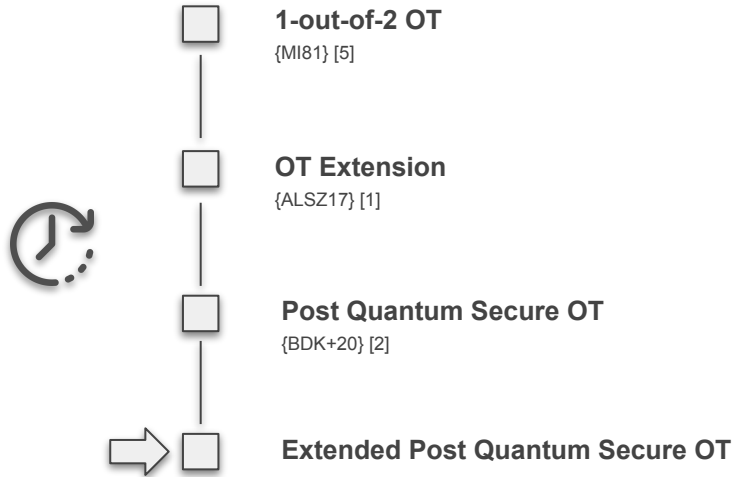 1-out-of-2 OT
{MI81} [5]
OT Extension
{ALSZ17} [1]
Post Quantum Secure OT
{BDK+20} [2]
Extended Post Quantum Secure OT